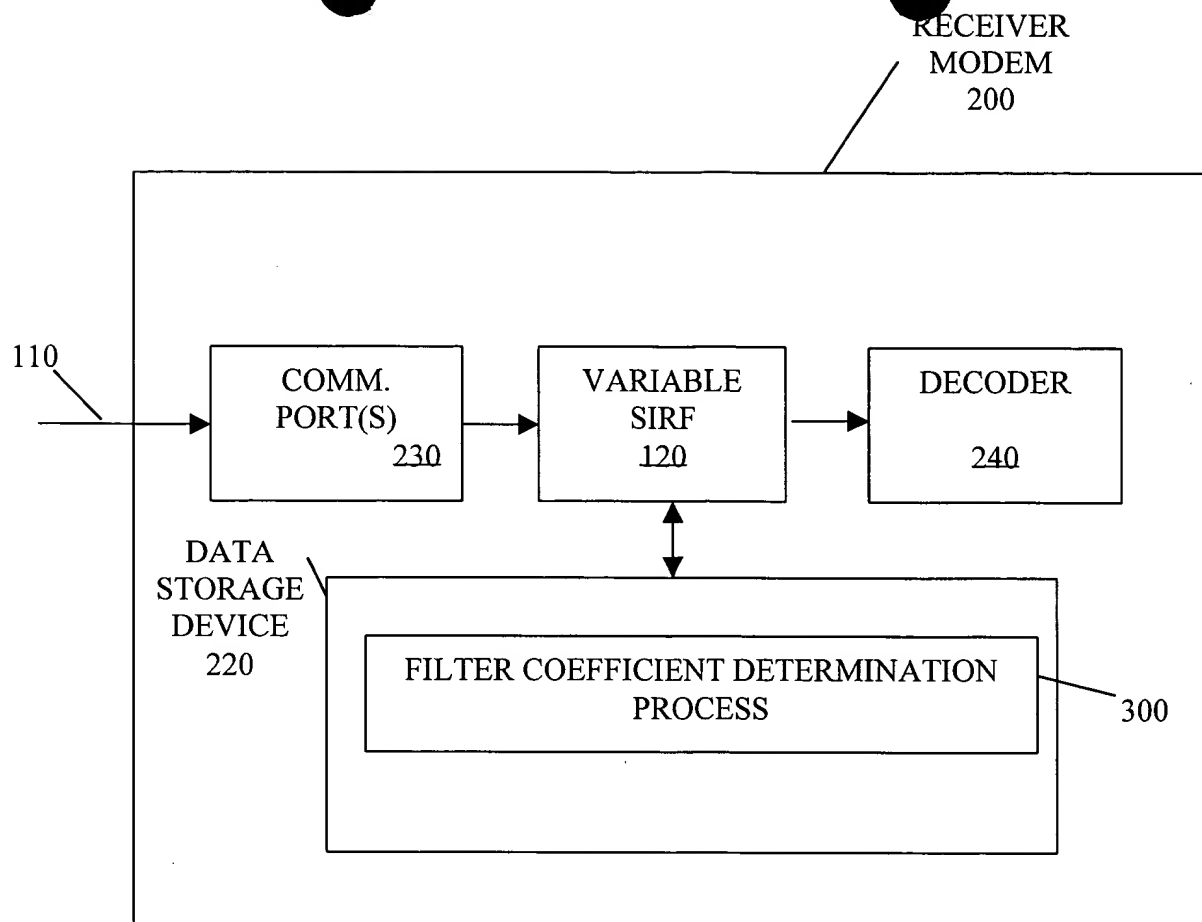 RECEIVER
MODEM
200
110
COMM.
PORT(S)
230
VARIABLE
SIRF
120
DECODER
240
DATA
STORAGE
DEVICE
220
FILTER COEFFICIENT DETERMINATION
PROCESS
300